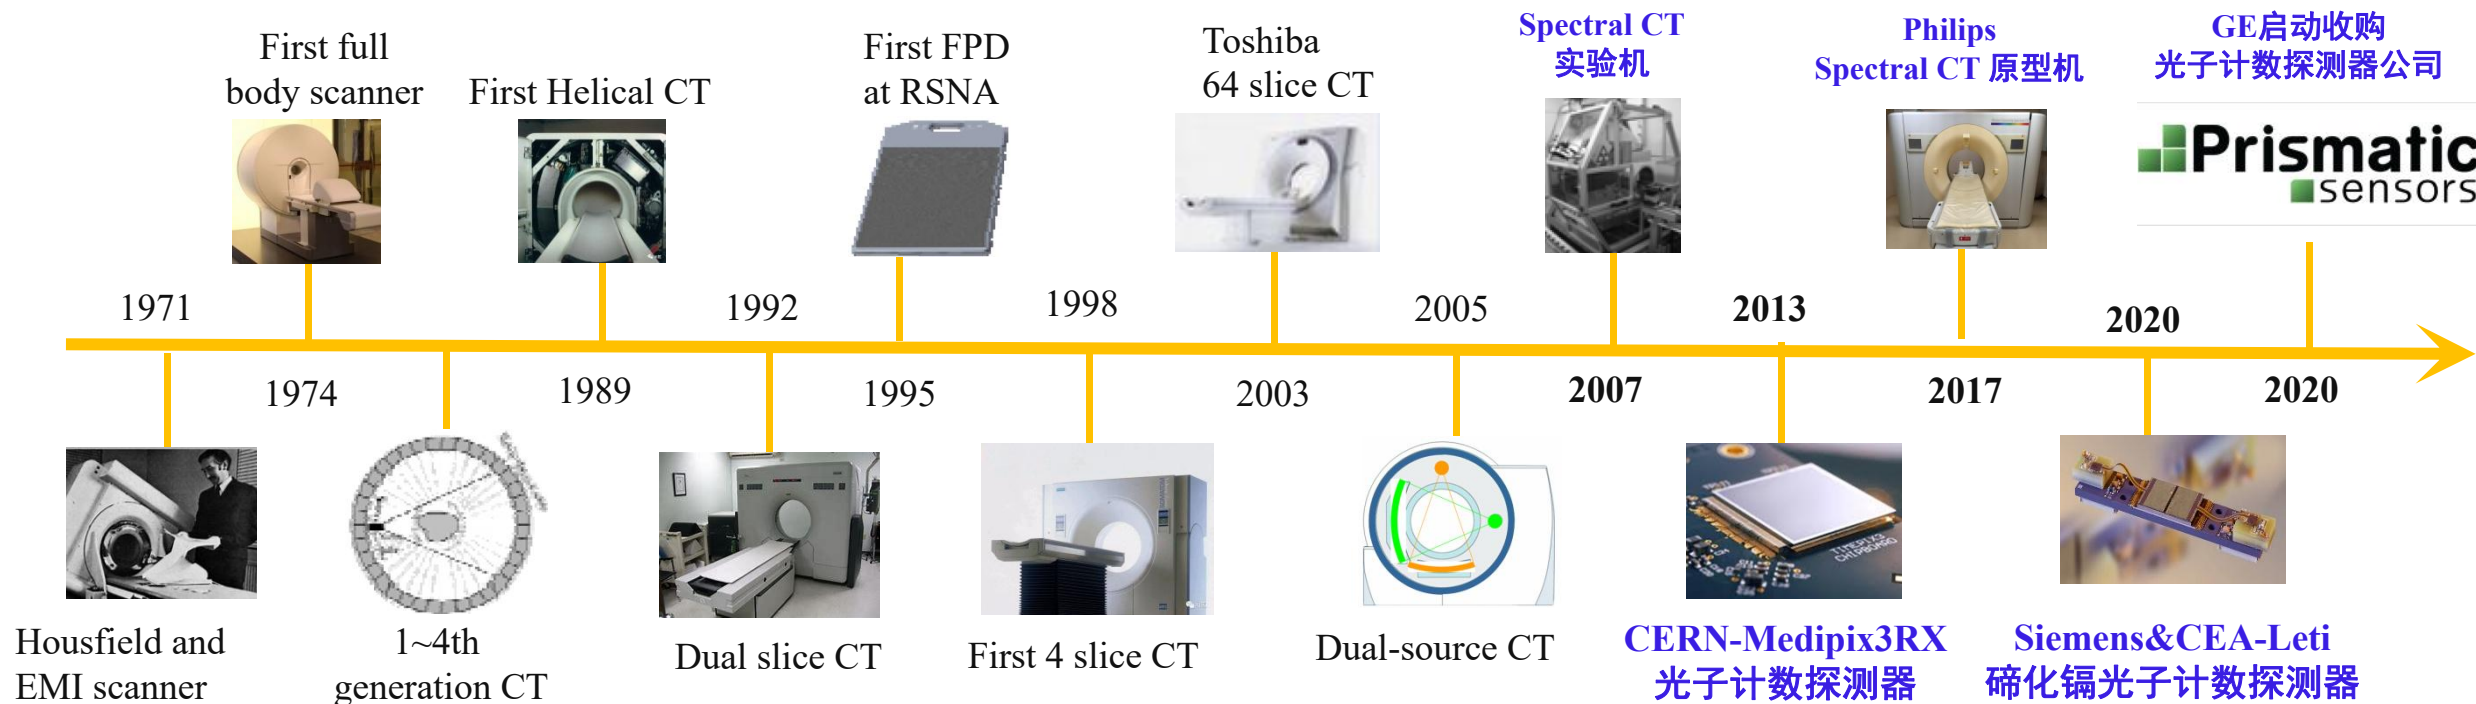 First full
body scanner
First Helical CT
First FPD
at RSNA
Toshiba
64 slice CT
Spectral CT
实验机
Philips
Spectral CT 原型机
GE启动收购
光子计数探测器公司
Prismatic
sensors
1971
1992
1998
2005
2013
2020
1974
1989
1995
2003
2007
2017
2020
TIMEPIX3
CHIPBOARD
Housfield and
EMI scanner
1~4th
generation CT
Dual slice CT
First 4 slice CT
Dual-source CT
CERN-Medipix3RX
光子计数探测器
Siemens&CEA-Leti
碲化镉光子计数探测器